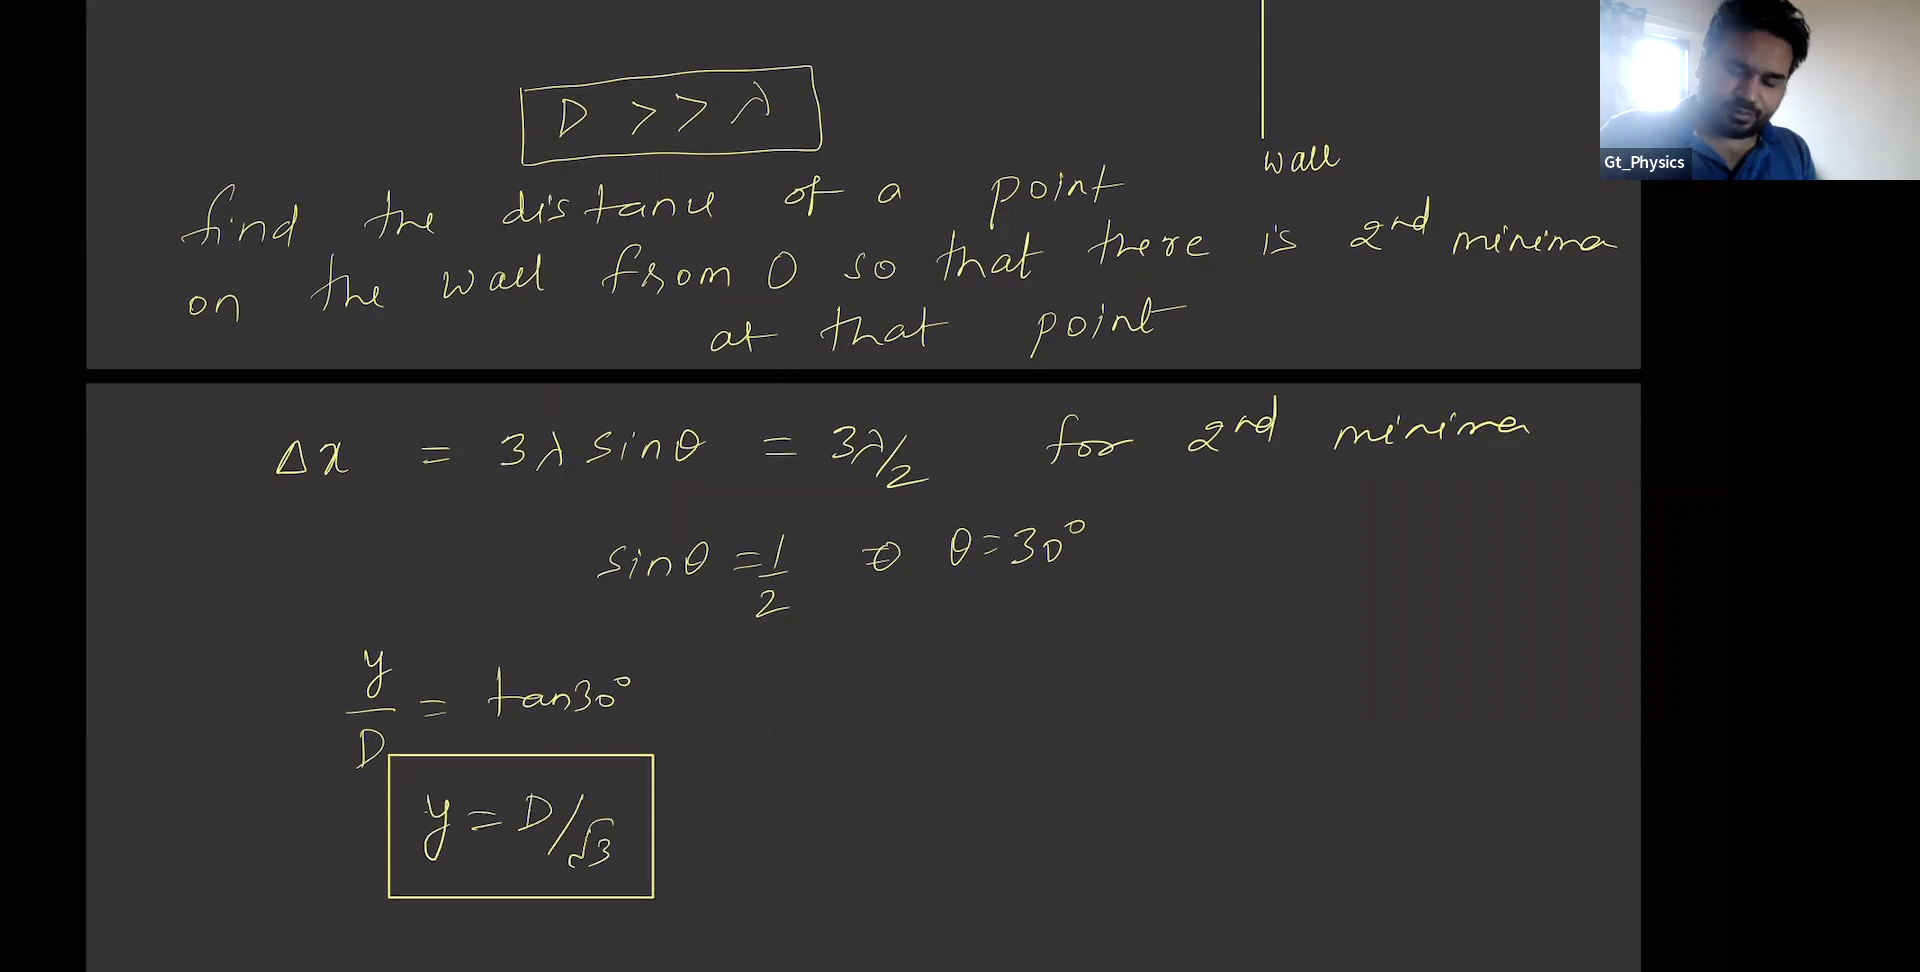 D >> λ
wall
Gt_Physics
find the distance of a point
on the wall from O so that there is 2nd minima
at that point
Δx = 3λ sinθ = 3λ/2 for 2nd minima
sinθ = 1/2 ⇒ θ = 30°
y/D = tan30°
y = D/√3